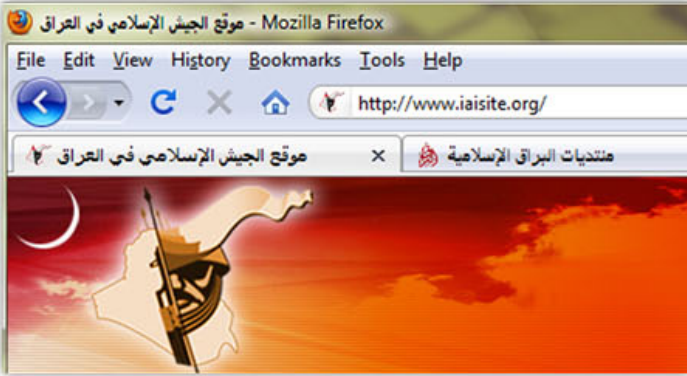 موقع الجيش الإسلامي في العراق - Mozilla Firefox
File Edit View History Bookmarks Tools Help
http://www.iaisite.org/
موقع الجيش الإسلامي في العراق
منتديات البراق الإسلامية